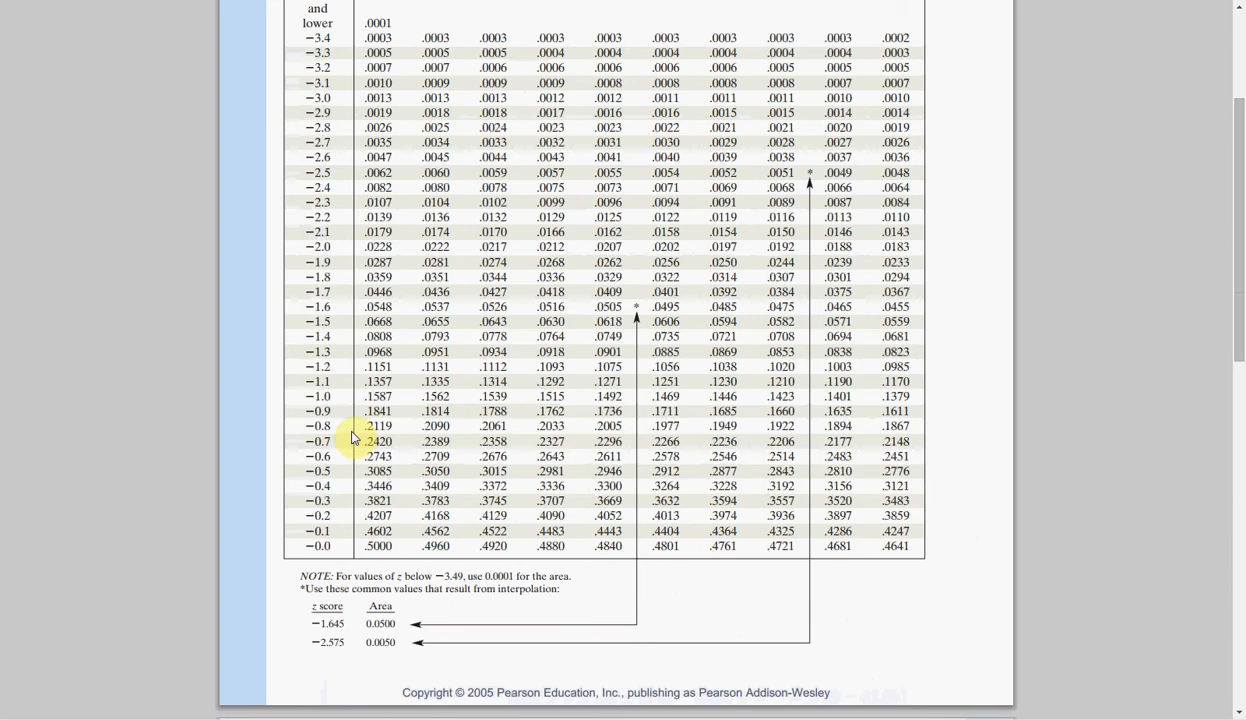 and
lower .0001
−3.4 .0003 .0003 .0003 .0003 .0003 .0003 .0003 .0003 .0003 .0002
−3.3 .0005 .0005 .0005 .0004 .0004 .0004 .0004 .0004 .0004 .0003
−3.2 .0007 .0007 .0006 .0006 .0006 .0006 .0006 .0005 .0005 .0005
−3.1 .0010 .0009 .0009 .0009 .0008 .0008 .0008 .0008 .0007 .0007
−3.0 .0013 .0013 .0013 .0012 .0012 .0011 .0011 .0011 .0010 .0010
−2.9 .0019 .0018 .0018 .0017 .0016 .0016 .0015 .0015 .0014 .0014
−2.8 .0026 .0025 .0024 .0023 .0023 .0022 .0021 .0021 .0020 .0019
−2.7 .0035 .0034 .0033 .0032 .0031 .0030 .0029 .0028 .0027 .0026
−2.6 .0047 .0045 .0044 .0043 .0041 .0040 .0039 .0038 .0037 .0036
−2.5 .0062 .0060 .0059 .0057 .0055 .0054 .0052 .0051 * .0049 .0048
−2.4 .0082 .0080 .0078 .0075 .0073 .0071 .0069 .0068 .0066 .0064
−2.3 .0107 .0104 .0102 .0099 .0096 .0094 .0091 .0089 .0087 .0084
−2.2 .0139 .0136 .0132 .0129 .0125 .0122 .0119 .0116 .0113 .0110
−2.1 .0179 .0174 .0170 .0166 .0162 .0158 .0154 .0150 .0146 .0143
−2.0 .0228 .0222 .0217 .0212 .0207 .0202 .0197 .0192 .0188 .0183
−1.9 .0287 .0281 .0274 .0268 .0262 .0256 .0250 .0244 .0239 .0233
−1.8 .0359 .0351 .0344 .0336 .0329 .0322 .0314 .0307 .0301 .0294
−1.7 .0446 .0436 .0427 .0418 .0409 .0401 .0392 .0384 .0375 .0367
−1.6 .0548 .0537 .0526 .0516 .0505 * .0495 .0485 .0475 .0465 .0455
−1.5 .0668 .0655 .0643 .0630 .0618 .0606 .0594 .0582 .0571 .0559
−1.4 .0808 .0793 .0778 .0764 .0749 .0735 .0721 .0708 .0694 .0681
−1.3 .0968 .0951 .0934 .0918 .0901 .0885 .0869 .0853 .0838 .0823
−1.2 .1151 .1131 .1112 .1093 .1075 .1056 .1038 .1020 .1003 .0985
−1.1 .1357 .1335 .1314 .1292 .1271 .1251 .1230 .1210 .1190 .1170
−1.0 .1587 .1562 .1539 .1515 .1492 .1469 .1446 .1423 .1401 .1379
−0.9 .1841 .1814 .1788 .1762 .1736 .1711 .1685 .1660 .1635 .1611
−0.8 .2119 .2090 .2061 .2033 .2005 .1977 .1949 .1922 .1894 .1867
−0.7 .2420 .2389 .2358 .2327 .2296 .2266 .2236 .2206 .2177 .2148
−0.6 .2743 .2709 .2676 .2643 .2611 .2578 .2546 .2514 .2483 .2451
−0.5 .3085 .3050 .3015 .2981 .2946 .2912 .2877 .2843 .2810 .2776
−0.4 .3446 .3409 .3372 .3336 .3300 .3264 .3228 .3192 .3156 .3121
−0.3 .3821 .3783 .3745 .3707 .3669 .3632 .3594 .3557 .3520 .3483
−0.2 .4207 .4168 .4129 .4090 .4052 .4013 .3974 .3936 .3897 .3859
−0.1 .4602 .4562 .4522 .4483 .4443 .4404 .4364 .4325 .4286 .4247
−0.0 .5000 .4960 .4920 .4880 .4840 .4801 .4761 .4721 .4681 .4641
NOTE: For values of z below −3.49, use 0.0001 for the area.
*Use these common values that result from interpolation:
z score Area
−1.645 0.0500
−2.575 0.0050
Copyright © 2005 Pearson Education, Inc., publishing as Pearson Addison-Wesley